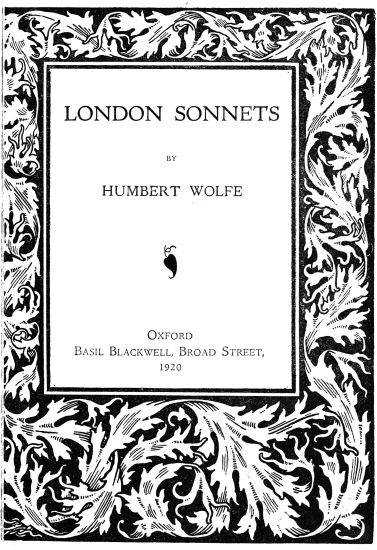 LONDON SONNETS
BY
HUMBERT WOLFE
OXFORD
BASIL BLACKWELL, BROAD STREET,
1920